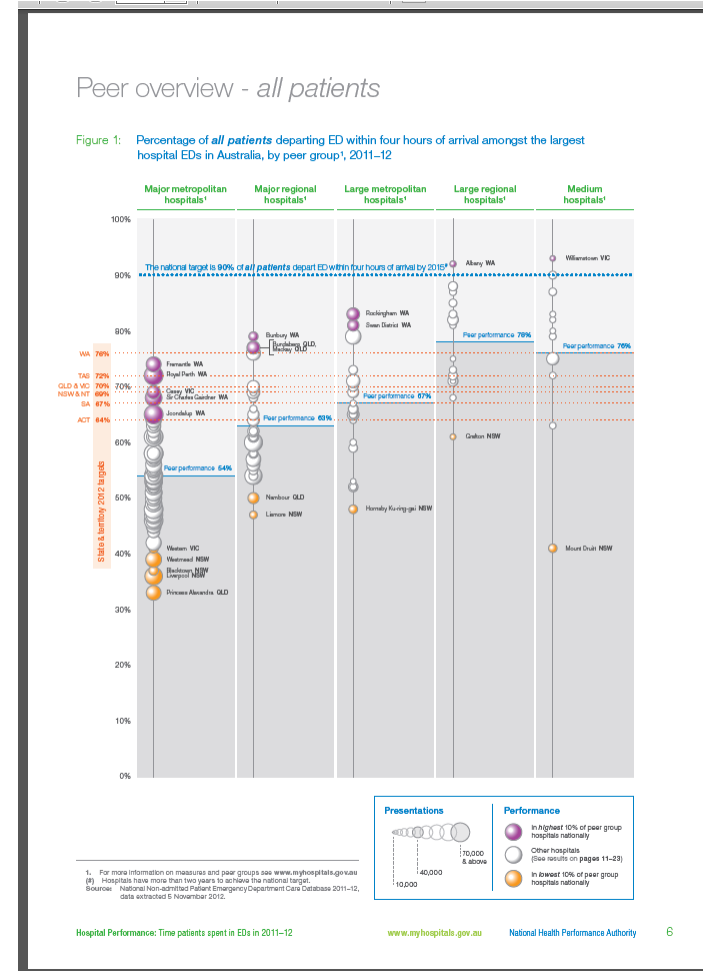 Peer overview - all patients
Figure 1: Percentage of all patients departing ED within four hours of arrival amongst the largest
hospital EDs in Australia, by peer group¹, 2011–12
Major metropolitan
hospitals¹
Major regional
hospitals¹
Large metropolitan
hospitals¹
Large regional
hospitals¹
Medium
hospitals¹
100%
The national target is 90% of all patients depart ED within four hours of arrival by 2015#
Albany WA
Williamstown VIC
90%
Rockingham WA
Swan District WA
80%
Bunbury WA
Bundaberg QLD,
Mackay QLD
Peer performance 78%
Peer performance 76%
WA 76%
Fremantle WA
TAS 72%
Royal Perth WA
QLD & VIC 70%
70%
NSW & NT 69%
Casey VIC
Sir Charles Gairdner WA
Peer performance 67%
SA 67%
Joondalup WA
Peer performance 63%
ACT 64%
60%
Grafton NSW
Peer performance 54%
State & territory 2012 targets
50%
Nambour QLD
Lismore NSW
Hornsby Ku-ring-gai NSW
40%
Western VIC
Westmead NSW
Blacktown NSW
Liverpool NSW
Princess Alexandra QLD
Mount Druitt NSW
30%
20%
10%
0%
Presentations
70,000
& above
40,000
10,000
Performance
In highest 10% of peer group
hospitals nationally
Other hospitals
(See results on pages 11–23)
In lowest 10% of peer group
hospitals nationally
1. For more information on measures and peer groups see www.myhospitals.gov.au
(#) Hospitals have more than two years to achieve the national target.
Source: National Non-admitted Patient Emergency Department Care Database 2011–12,
data extracted 5 November 2012.
Hospital Performance: Time patients spent in EDs in 2011–12
www.myhospitals.gov.au
National Health Performance Authority
6